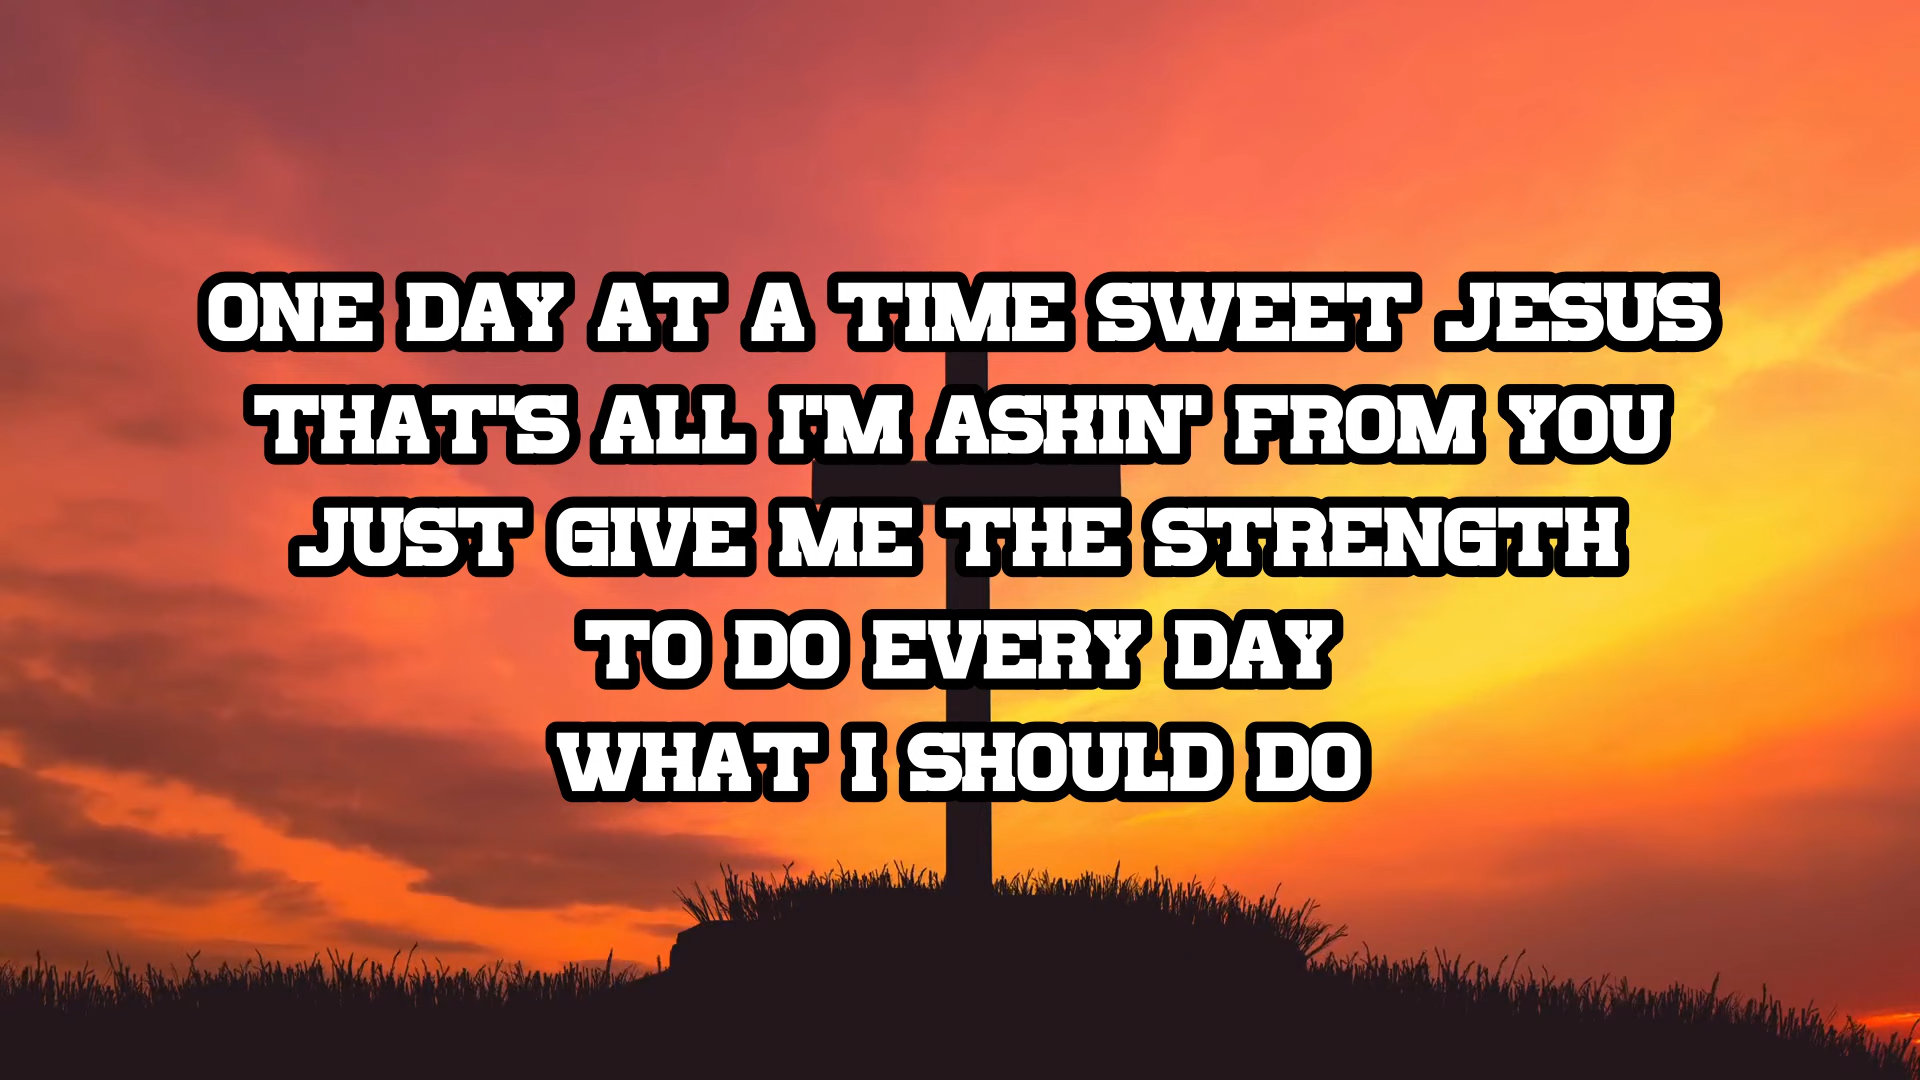 ONE DAY AT A TIME SWEET JESUS
THAT'S ALL I'M ASKIN' FROM YOU
JUST GIVE ME THE STRENGTH
TO DO EVERY DAY
WHAT I SHOULD DO